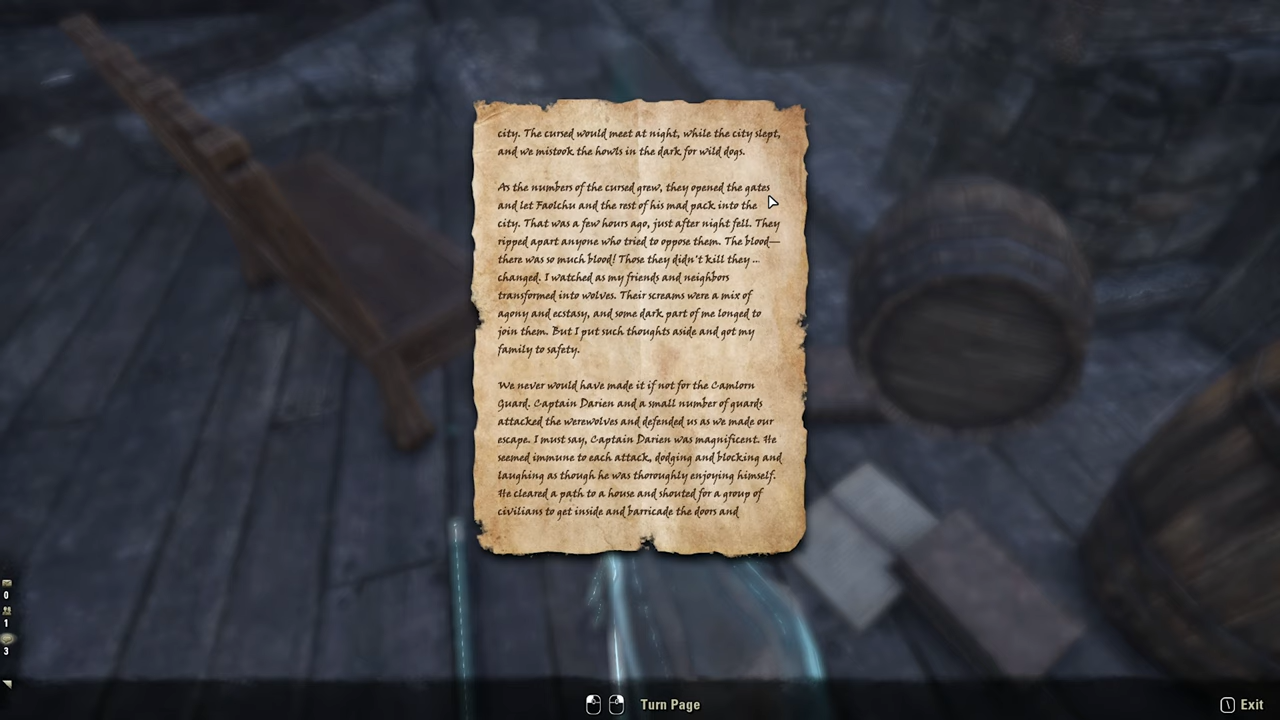 city. The cursed would meet at night, while the city slept,
and we mistook the howls in the dark for wild dogs.
As the numbers of the cursed grew, they opened the gates
and let Faolchu and the rest of his mad pack into the
city. That was a few hours ago, just after night fell. They
ripped apart anyone who tried to oppose them. The blood—
there was so much blood! Those they didn't kill they ...
changed. I watched as my friends and neighbors
transformed into wolves. Their screams were a mix of
agony and ecstasy, and some dark part of me longed to
join them. But I put such thoughts aside and got my
family to safety.
We never would have made it if not for the Camlorn
Guard. Captain Darien and a small number of guards
attacked the werewolves and defended us as we made our
escape. I must say, Captain Darien was magnificent. He
seemed immune to each attack, dodging and blocking and
laughing as though he was thoroughly enjoying himself.
He cleared a path to a house and shouted for a group of
civilians to get inside and barricade the doors and
0
1
3
Turn Page
\ Exit